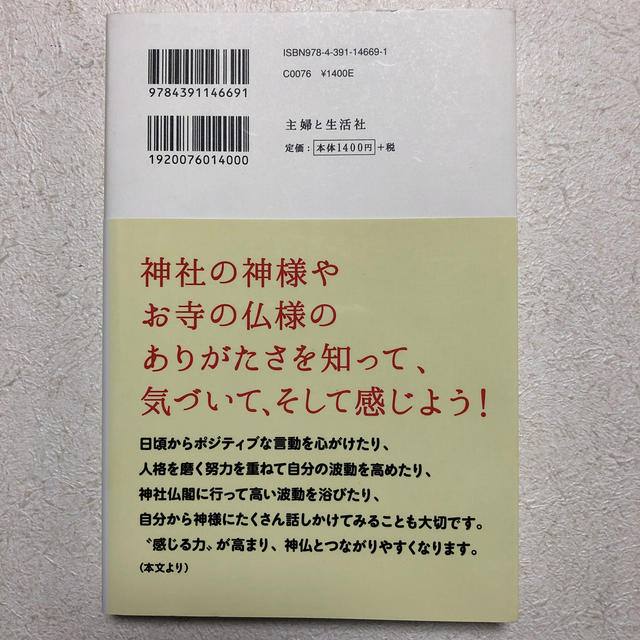 ISBN978-4-391-14669-1
C0076 ¥1400E
9784391146691
主婦と生活社
定価：本体1400円＋税
1920076014000
神社の神様や
お寺の仏様の
ありがたさを知って、
気づいて、そして感じよう！
日頃からポジティブな言動を心がけたり、
人格を磨く努力を重ねて自分の波動を高めたり、
神社仏閣に行って高い波動を浴びたり、
自分から神様にたくさん話しかけてみることも大切です。
〝感じる力〟が高まり、神仏とつながりやすくなります。
（本文より）